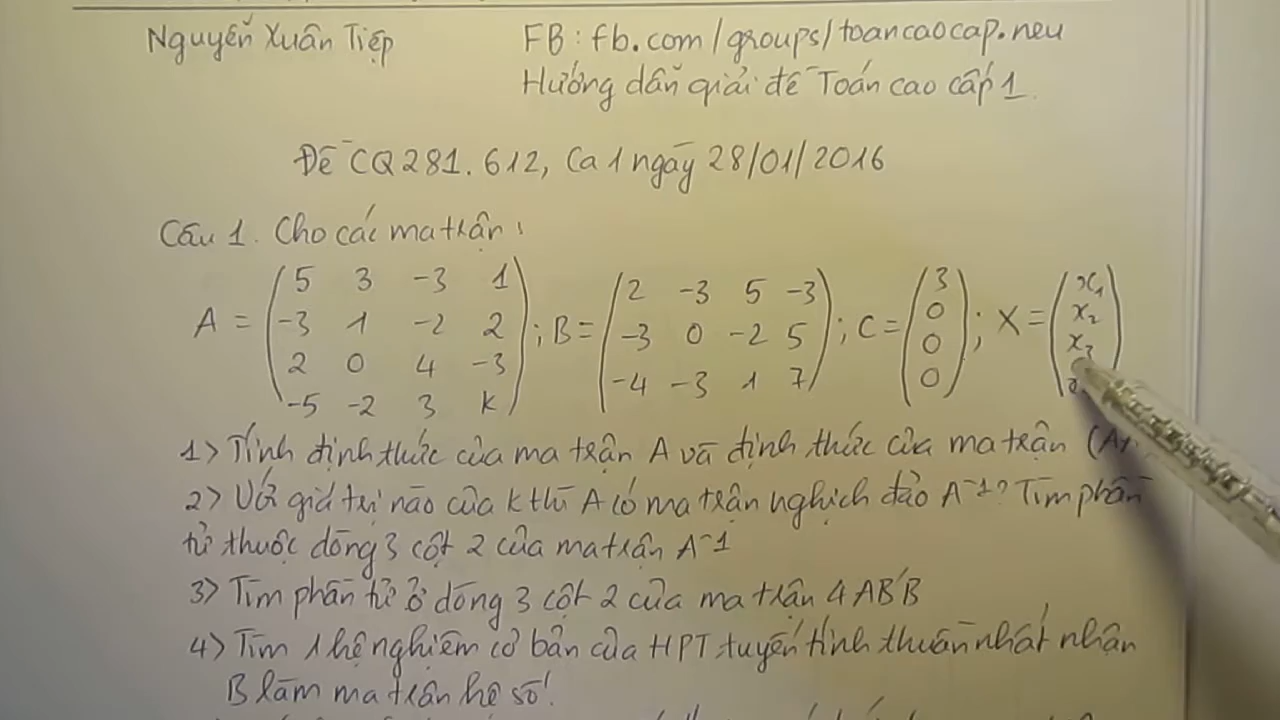 Nguyễn Xuân Tiệp
FB: fb.com/groups/toancaocap.neu
Hướng dẫn giải đề Toán cao cấp 1.
Đề CQ281.612, Ca 1 ngày 28/01/2016
Câu 1. Cho các ma trận:
A = (5 3 -3 1; -3 1 -2 2; 2 0 4 -3; -5 -2 3 k); B = (2 -3 5 -3; -3 0 -2 5; -4 -3 1 7); C = (3; 0; 0; 0); X = (x₁; x₂; x₃;
1> Tính định thức của ma trận A và định thức của ma trận (A
2> Với giá trị nào của k thì A có ma trận nghịch đảo A⁻¹? Tìm phần
tử thuộc dòng 3 cột 2 của ma trận A⁻¹
3> Tìm phần tử ở dòng 3 cột 2 của ma trận 4AB'B
4> Tìm 1 hệ nghiệm cơ bản của HPT tuyến tính thuần nhất nhận
B làm ma trận hệ số.